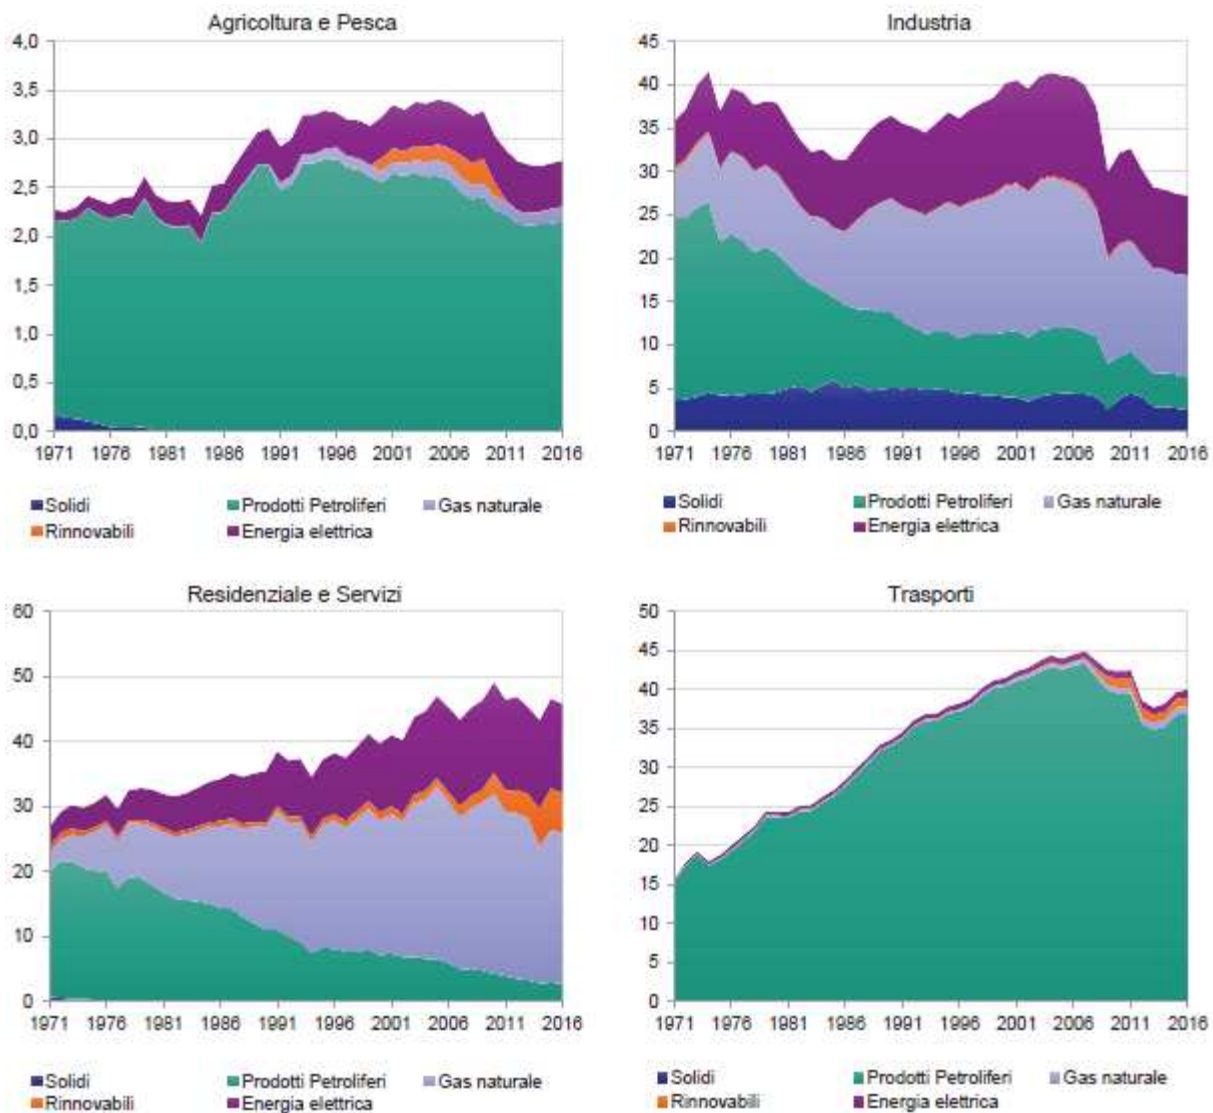 Agricoltura e Pesca
4,0
3,5
3,0
2,5
2,0
1,5
1,0
0,5
0,0
1971 1976 1981 1986 1991 1996 2001 2006 2011 2016
Solidi Prodotti Petroliferi Gas naturale
Rinnovabili Energia elettrica
Industria
45
40
35
30
25
20
15
10
5
0
1971 1976 1981 1986 1991 1996 2001 2006 2011 2016
Solidi Prodotti Petroliferi Gas naturale
Rinnovabili Energia elettrica
Residenziale e Servizi
60
50
40
30
20
10
0
1971 1976 1981 1986 1991 1996 2001 2006 2011 2016
Solidi Prodotti Petroliferi Gas naturale
Rinnovabili Energia elettrica
Trasporti
50
45
40
35
30
25
20
15
10
5
0
1971 1976 1981 1986 1991 1996 2001 2006 2011 2016
Solidi Prodotti Petroliferi Gas naturale
Rinnovabili Energia elettrica